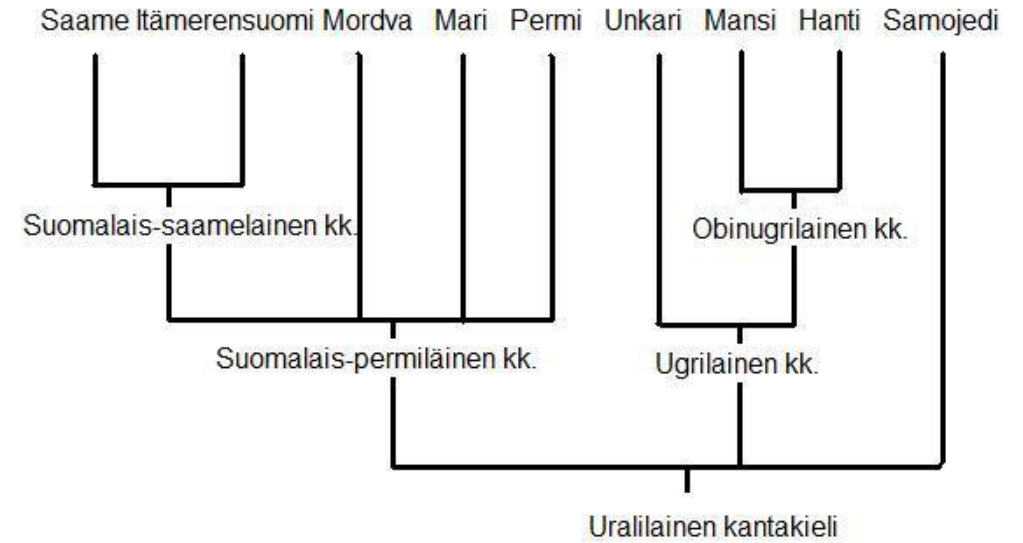 Saame Itämerensuomi Mordva Mari Permi Unkari Mansi Hanti Samojedi
Suomalais-saamelainen kk.
Obinugrilainen kk.
Suomalais-permiläinen kk.
Ugrilainen kk.
Uralilainen kantakieli